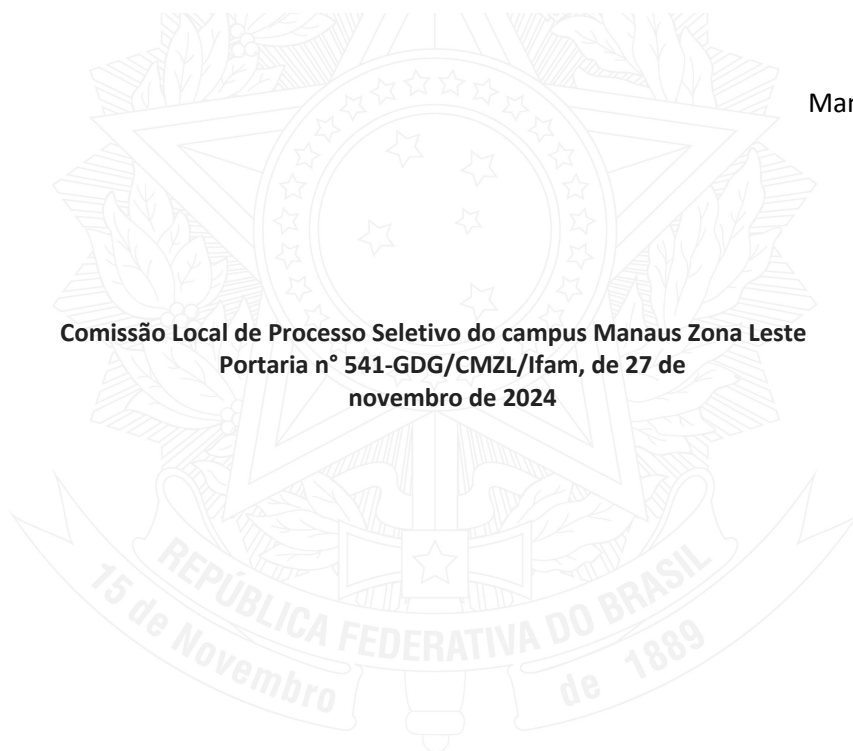 Comissão Local de Processo Seletivo do campus Manaus Zona Leste
Portaria n° 541-GDG/CMZL/Ifam, de 27 de
novembro de 2024
REPÚBLICA FEDERATIVA DO BRASIL
15 de Novembro de 1889